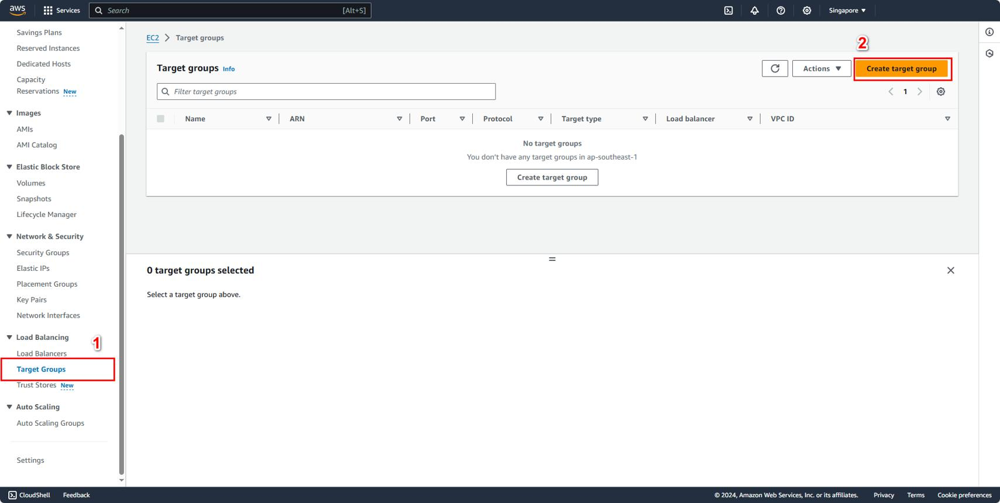 aws
Services
Search
[Alt+S]
Singapore ▼
Savings Plans
Reserved Instances
Dedicated Hosts
Capacity
Reservations New
▼ Images
AMIs
AMI Catalog
▼ Elastic Block Store
Volumes
Snapshots
Lifecycle Manager
▼ Network & Security
Security Groups
Elastic IPs
Placement Groups
Key Pairs
Network Interfaces
▼ Load Balancing
1
Load Balancers
Target Groups
Trust Stores New
▼ Auto Scaling
Auto Scaling Groups
Settings
EC2 > Target groups
2
Target groups Info
Actions ▼
Create target group
Filter target groups
< 1 >
Name
ARN
Port
Protocol
Target type
Load balancer
VPC ID
No target groups
You don't have any target groups in ap-southeast-1
Create target group
0 target groups selected
Select a target group above.
CloudShell
Feedback
© 2024, Amazon Web Services, Inc. or its affiliates.
Privacy
Terms
Cookie preferences